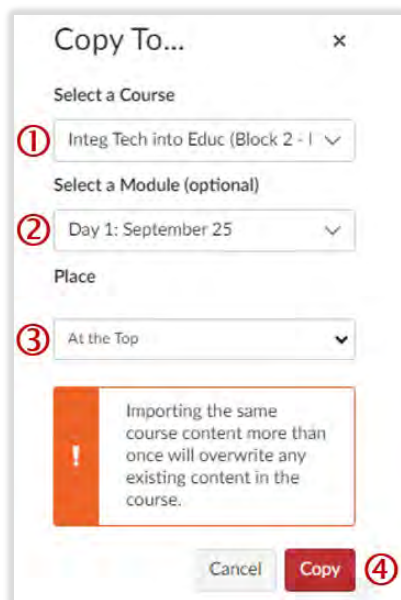 Copy To... ×
Select a Course
① Integ Tech into Educ (Block 2 - I
Select a Module (optional)
② Day 1: September 25
Place
③ At the Top
! Importing the same
course content more than
once will overwrite any
existing content in the
course.
Cancel Copy ④